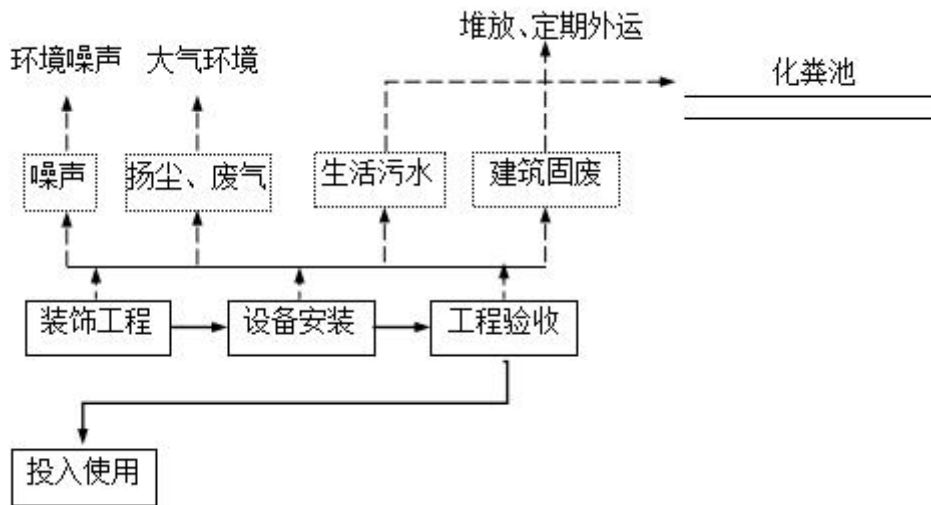 堆放、定期外运
环境噪声 大气环境
化粪池
噪声 扬尘、废气 生活污水 建筑固废
装饰工程 设备安装 工程验收
投入使用